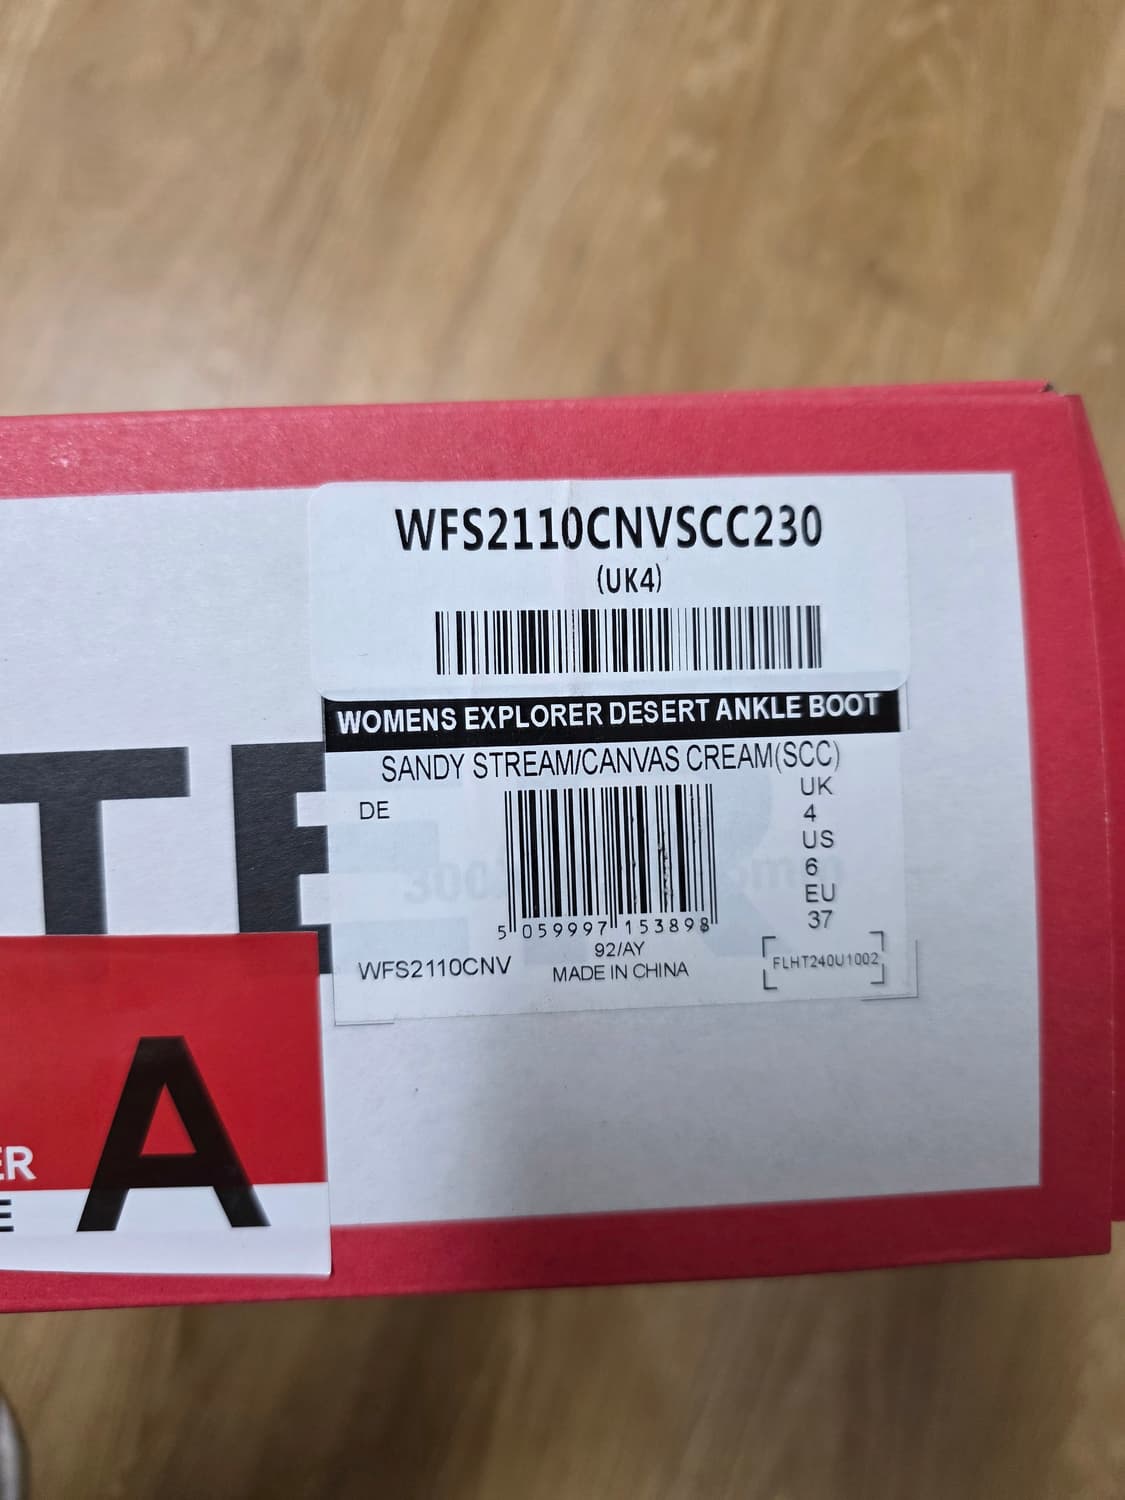 WFS2110CNVSCC230
(UK4)
WOMENS EXPLORER DESERT ANKLE BOOT
SANDY STREAM/CANVAS CREAM(SCC)
DE
UK
4
US
6
EU
37
5 059997 153898
92/AY
WFS2110CNV
MADE IN CHINA
FLHT240U1002
TE
A
ER
E